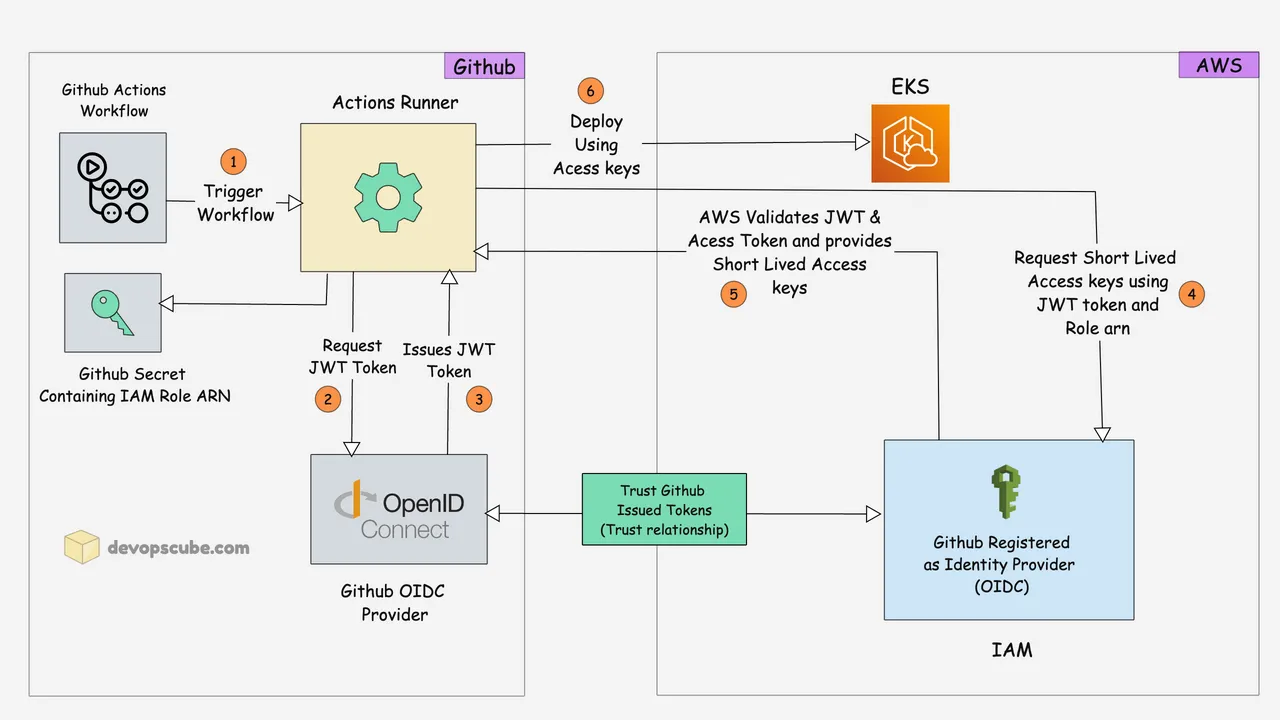 Github
AWS
Github Actions
Workflow
Actions Runner
1
Trigger
Workflow
6
Deploy
Using
Acess keys
EKS
K
AWS Validates JWT &
Acess Token and provides
Short Lived Access
keys
5
Request Short Lived
Access keys using
JWT token and
Role arn
4
Github Secret
Containing IAM Role ARN
Request
JWT Token
2
Issues JWT
Token
3
OpenID
Connect
Github OIDC
Provider
Trust Github
Issued Tokens
(Trust relationship)
Github Registered
as Identity Provider
(OIDC)
IAM
devopscube.com